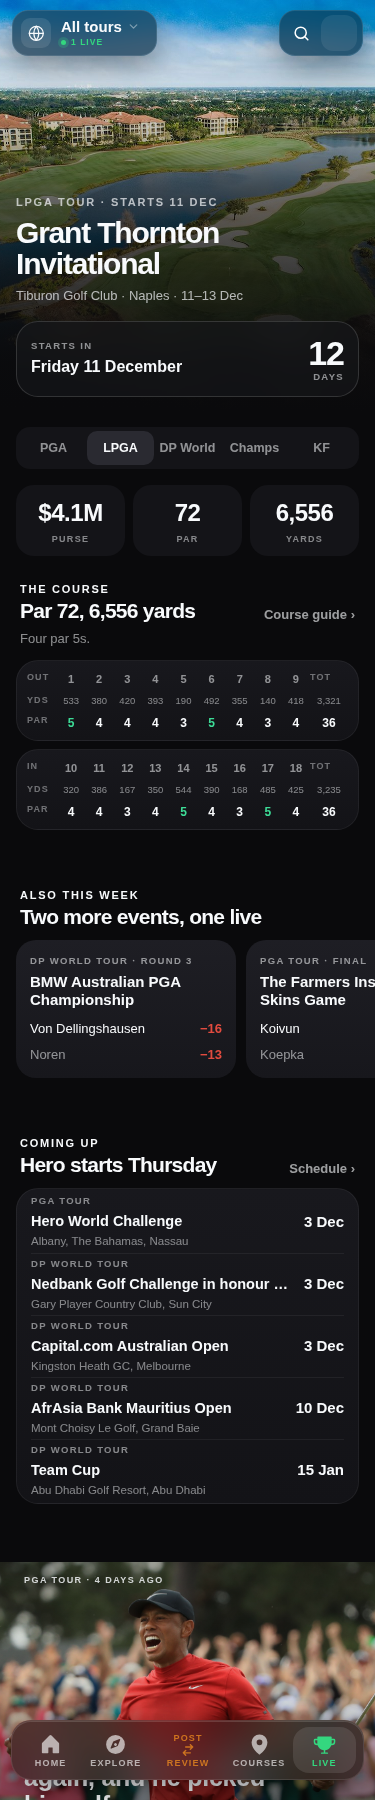 All tours
1 LIVE
LPGA TOUR · STARTS 11 DEC
Grant Thornton
Invitational
Tiburon Golf Club · Naples · 11–13 Dec
STARTS IN
Friday 11 December
12
DAYS
PGA LPGA DP World Champs KF
$4.1M 72 6,556
PURSE PAR YARDS
THE COURSE
Par 72, 6,556 yards
Course guide ›
Four par 5s.
OUT 1 2 3 4 5 6 7 8 9 TOT
YDS 533 380 420 393 190 492 355 140 418 3,321
PAR 5 4 4 4 3 5 4 3 4 36
IN 10 11 12 13 14 15 16 17 18 TOT
YDS 320 386 167 350 544 390 168 485 425 3,235
PAR 4 4 3 4 5 4 3 5 4 36
ALSO THIS WEEK
Two more events, one live
DP WORLD TOUR · ROUND 3
BMW Australian PGA
Championship
Von Dellingshausen −16
Noren −13
PGA TOUR · FINAL
The Farmers Ins
Skins Game
Koivun
Koepka
COMING UP
Hero starts Thursday
Schedule ›
PGA TOUR
Hero World Challenge 3 Dec
Albany, The Bahamas, Nassau
DP WORLD TOUR
Nedbank Golf Challenge in honour … 3 Dec
Gary Player Country Club, Sun City
DP WORLD TOUR
Capital.com Australian Open 3 Dec
Kingston Heath GC, Melbourne
DP WORLD TOUR
AfrAsia Bank Mauritius Open 10 Dec
Mont Choisy Le Golf, Grand Baie
DP WORLD TOUR
Team Cup 15 Jan
Abu Dhabi Golf Resort, Abu Dhabi
PGA TOUR · 4 DAYS AGO
POST
HOME EXPLORE REVIEW COURSES LIVE
again, and he picked
himself